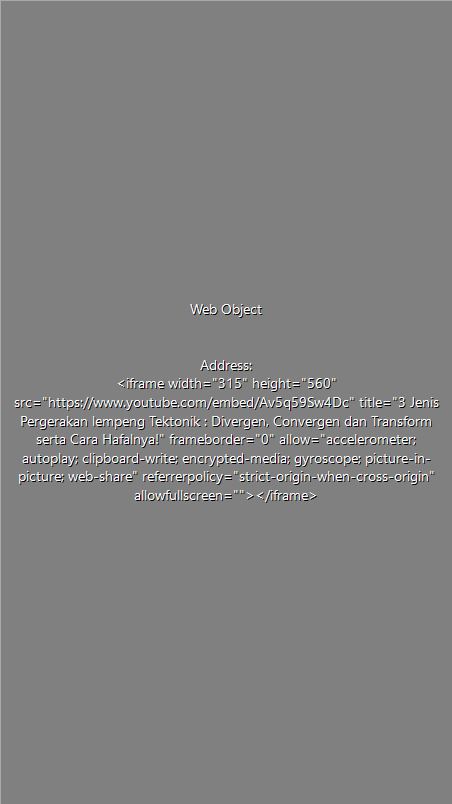 Web Object
Address:
<iframe width="315" height="560"
src="https://www.youtube.com/embed/Av5q59Sw4Dc" title="3 Jenis
Pergerakan lempeng Tektonik : Divergen, Convergen dan Transform
serta Cara Hafalnya!" frameborder="0" allow="accelerometer;
autoplay; clipboard-write; encrypted-media; gyroscope; picture-in-
picture; web-share" referrerpolicy="strict-origin-when-cross-origin"
allowfullscreen=""></iframe>